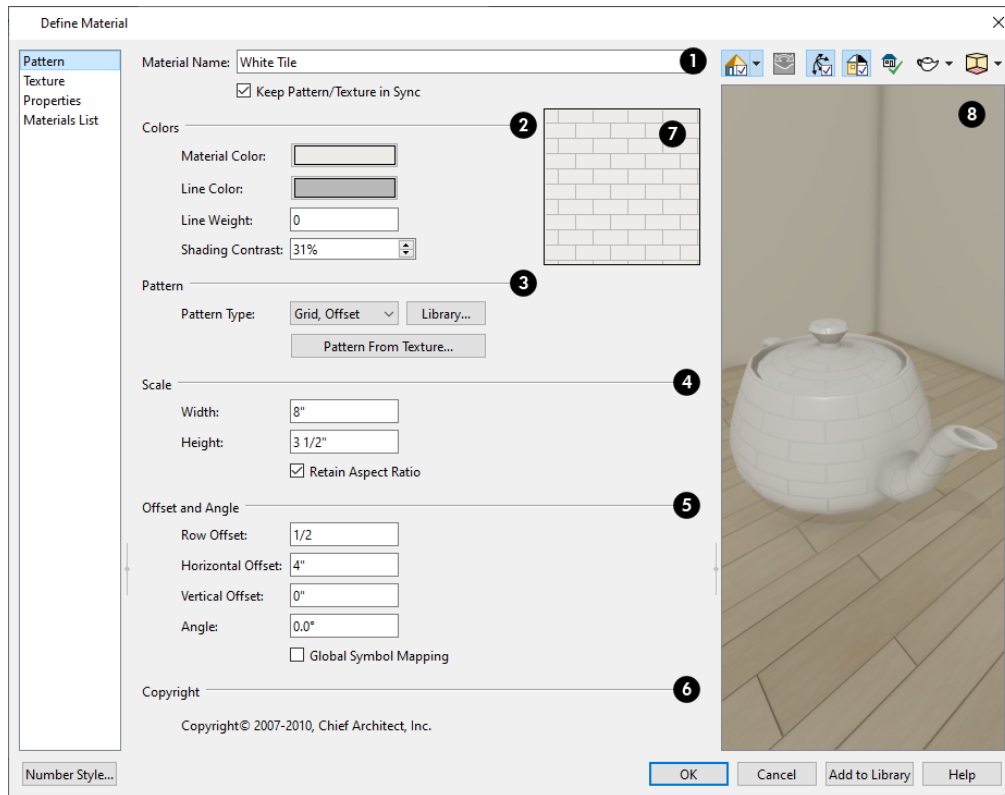 Define Material
Pattern
Texture
Properties
Materials List
Material Name: White Tile 1
Keep Pattern/Texture in Sync
Colors 2
Material Color:
Line Color:
Line Weight: 0
Shading Contrast: 31%
Pattern 3
Pattern Type: Grid, Offset Library...
Pattern From Texture...
Scale 4
Width: 8"
Height: 3 1/2"
Retain Aspect Ratio
Offset and Angle 5
Row Offset: 1/2
Horizontal Offset: 4"
Vertical Offset: 0"
Angle: 0.0°
Global Symbol Mapping
Copyright 6
Copyright© 2007-2010, Chief Architect, Inc.
7
8
Number Style... OK Cancel Add to Library Help